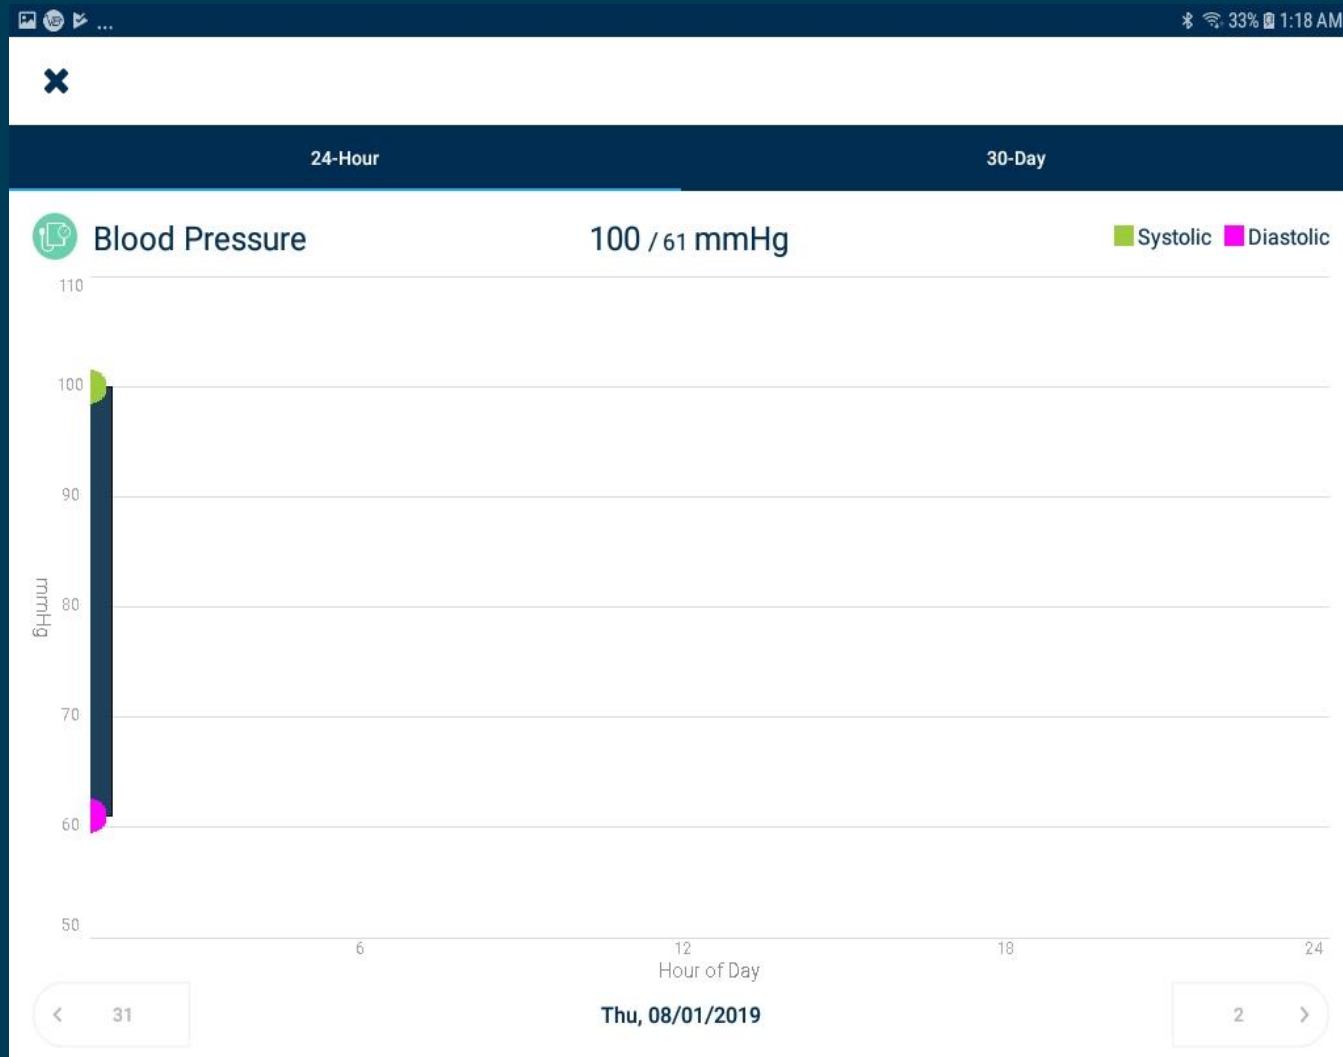 ... 33% 1:18 AM
24-Hour 30-Day
Blood Pressure 100 / 61 mmHg Systolic Diastolic
110
100
90
mmHg
80
70
60
50
6 12 18 24
Hour of Day
31 Thu, 08/01/2019 2